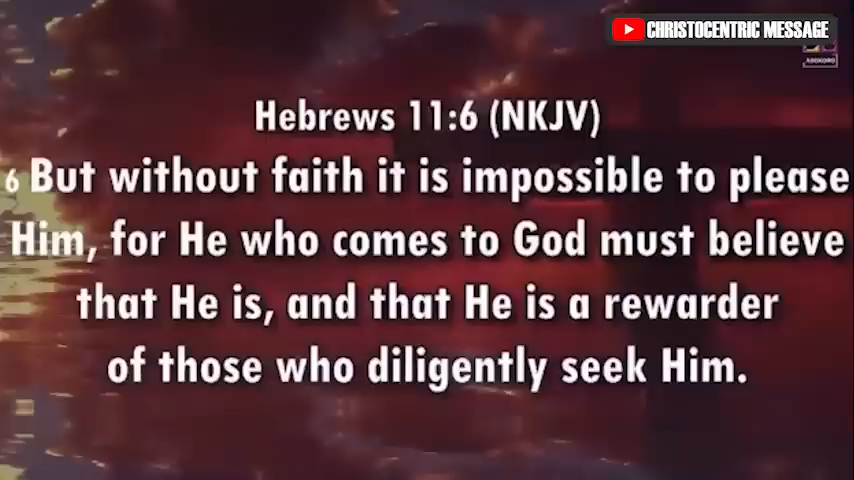 CHRISTOCENTRIC MESSAGE
Hebrews 11:6 (NKJV)
6 But without faith it is impossible to please
Him, for He who comes to God must believe
that He is, and that He is a rewarder
of those who diligently seek Him.